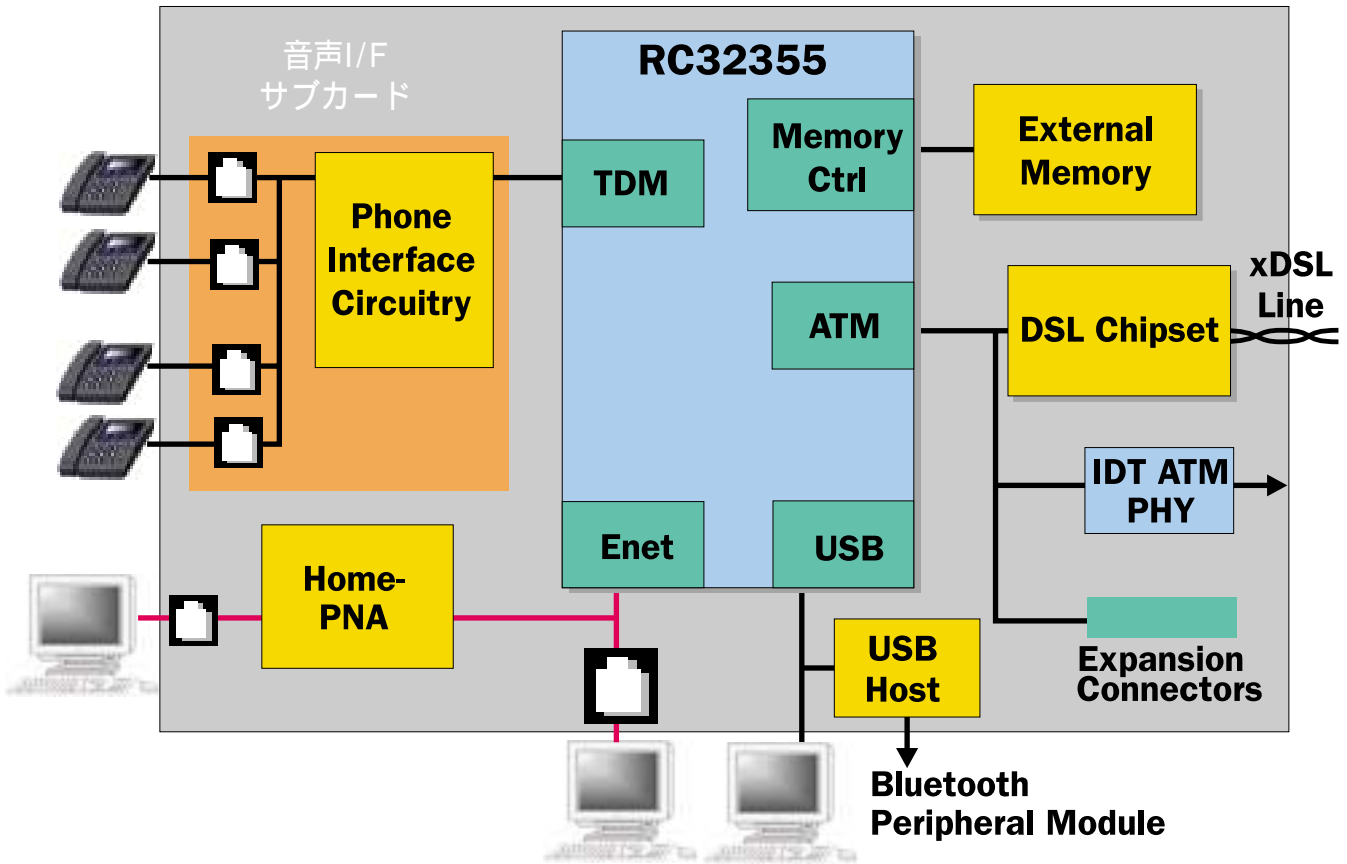 音声I/F
サブカード
RC32355
Memory
Ctrl
External
Memory
TDM
Phone
Interface
Circuitry
xDSL
Line
ATM
DSL Chipset
IDT ATM
PHY
Enet
USB
Home-
PNA
USB
Host
Expansion
Connectors
Bluetooth
Peripheral Module